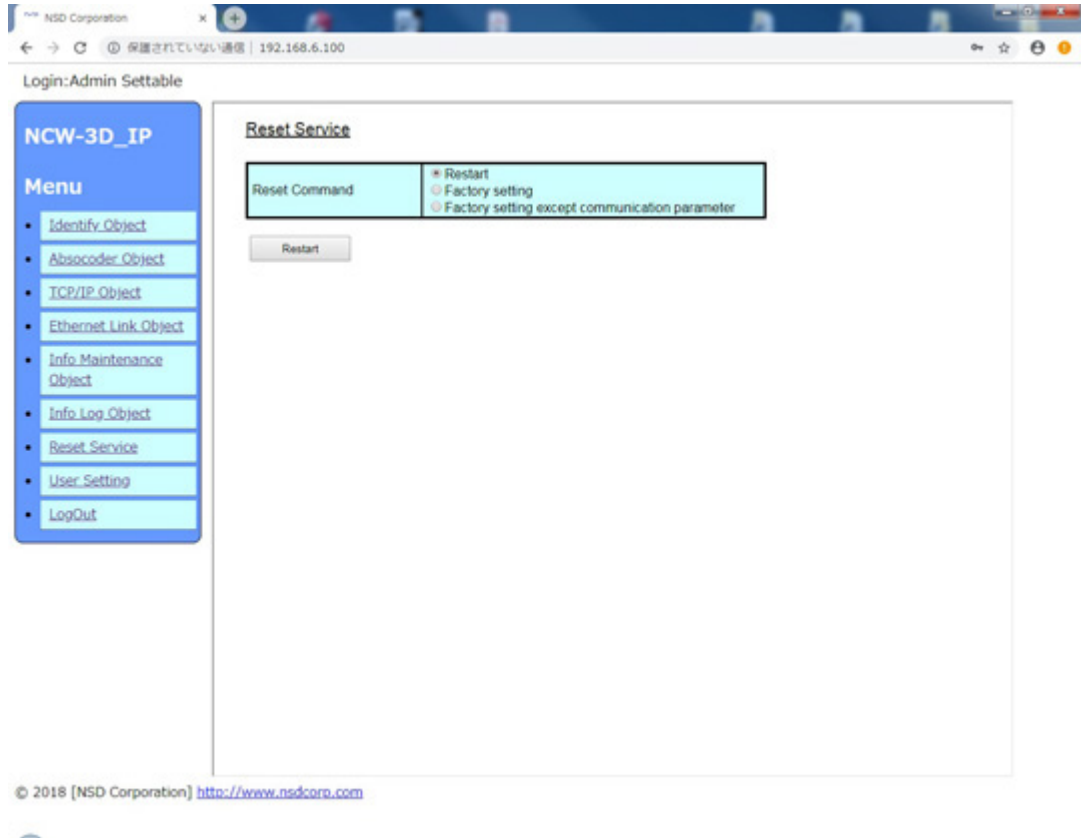 NSD Corporation
保護されていない通信 | 192.168.6.100
Login:Admin Settable
NCW-3D_IP
Menu
Identify Object
Absocoder Object
TCP/IP Object
Ethernet Link Object
Info Maintenance
Object
Info Log Object
Reset Service
User Setting
LogOut
Reset Service
Reset Command
Restart
Factory setting
Factory setting except communication parameter
Restart
© 2018 [NSD Corporation] http://www.nsdcorp.com